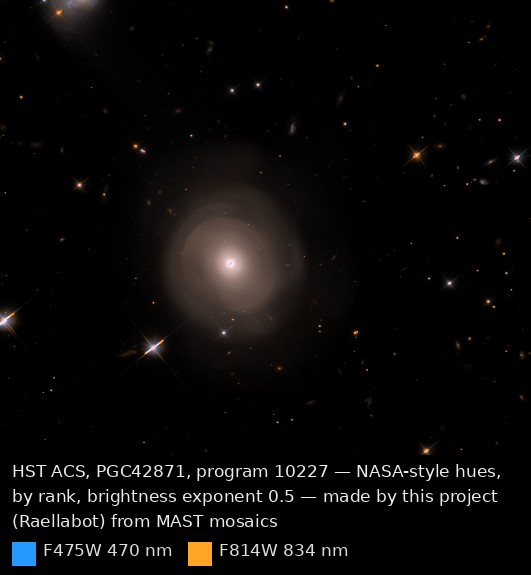 HST ACS, PGC42871, program 10227 — NASA-style hues,
by rank, brightness exponent 0.5 — made by this project
(Raellabot) from MAST mosaics
F475W 470 nm F814W 834 nm